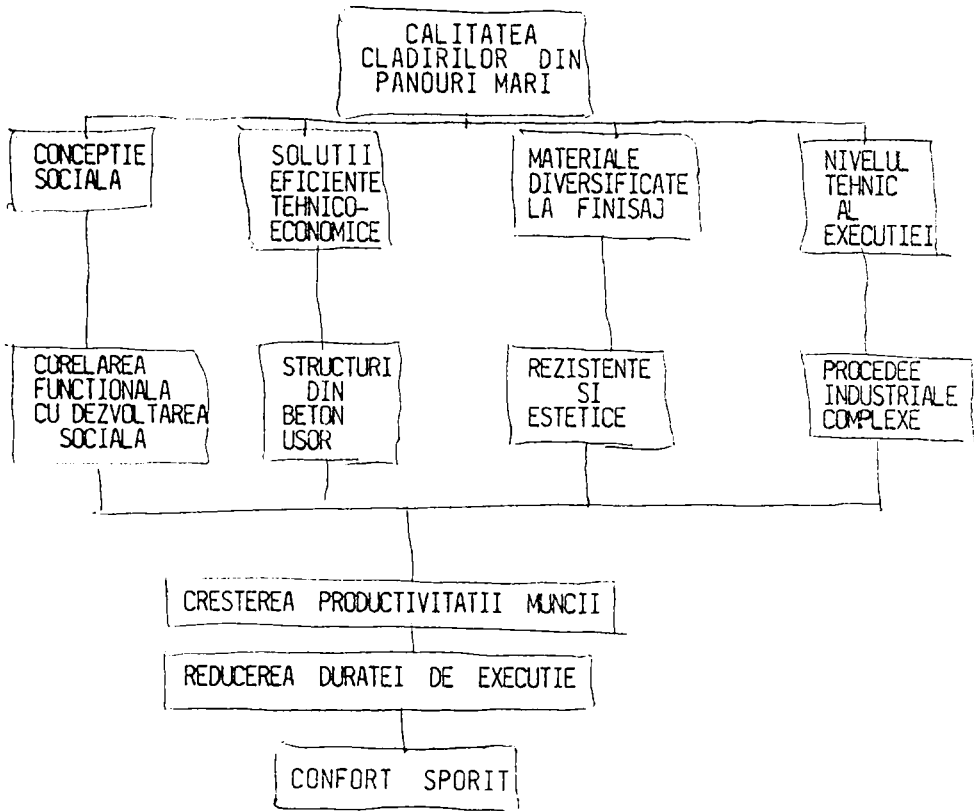 CALITATEA
CLADIRILOR DIN
PANOURI MARI
CONCEPTIE
SOCIALA
SOLUTII
EFICIENTE
TEHNICO-
ECONOMICE
MATERIALE
DIVERSIFICATE
LA FINISAJ
NIVELUL
TEHNIC
AL
EXECUTIEI
CORELAREA
FUNCTIONALA
CU DEZVOLTAREA
SOCIALA
STRUCTURI
DIN
BETON
USOR
REZISTENTE
SI
ESTETICE
PROCEDEE
INDUSTRIALE
COMPLEXE
CRESTEREA PRODUCTIVITATII MUNCII
REDUCEREA DURATEI DE EXECUTIE
CONFORT SPORIT